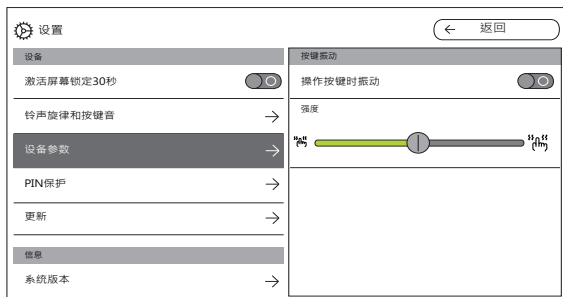 设置
返回
设备
激活屏幕锁定30秒
铃声旋律和按键音
设备参数
PIN保护
更新
信息
系统版本
按键振动
操作按键时振动
强度